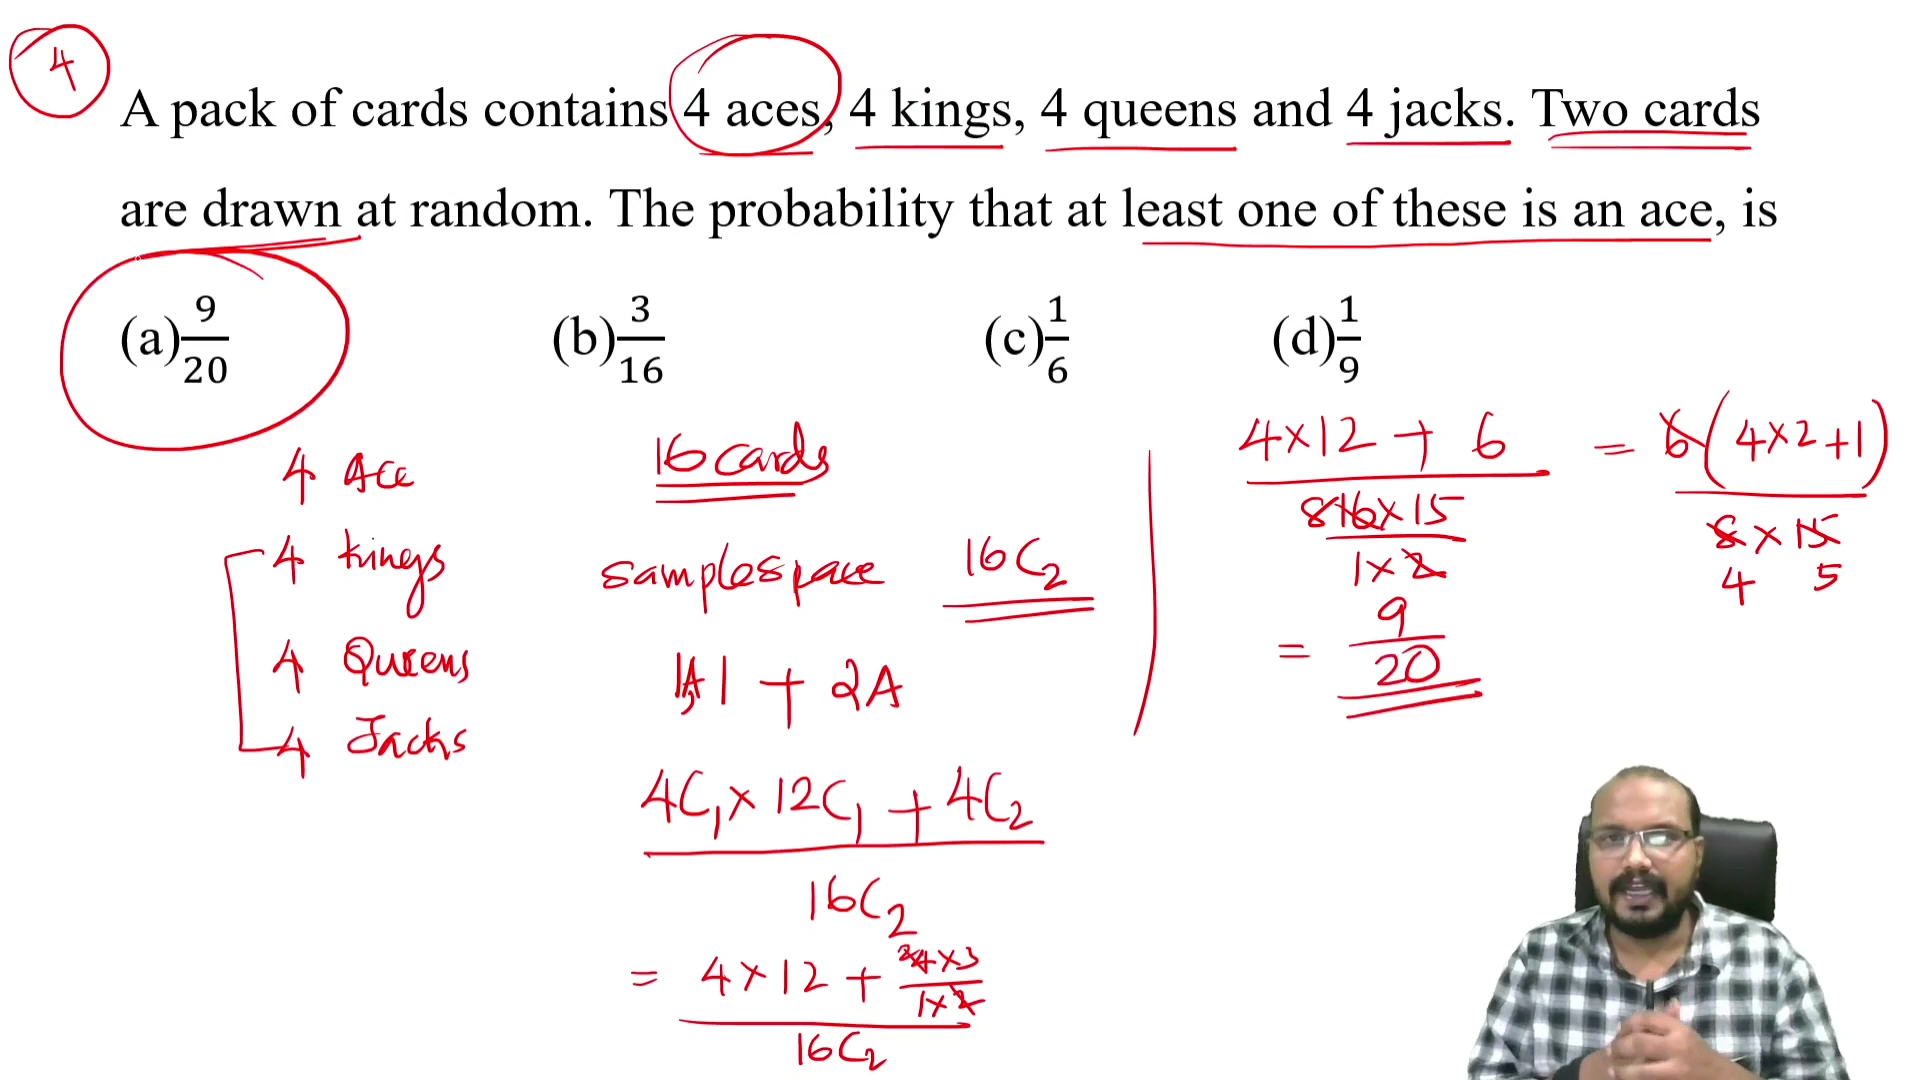 4
A pack of cards contains 4 aces, 4 kings, 4 queens and 4 jacks. Two cards
are drawn at random. The probability that at least one of these is an ace, is
(a) 9/20 (b) 3/16 (c) 1/6 (d) 1/9
4 Ace
4 kings
4 Queens
4 Jacks
16 cards
samplespace 16C₂
1A 1 + 2A
4C₁ × 12C₁ + 4C₂
16C₂
= 4 × 12 + 2 4×3
1×2
16C₂
4×12 + 6 = 6(4×2+1)
8 16×15 8×15
1×2 4 5
= 9/20